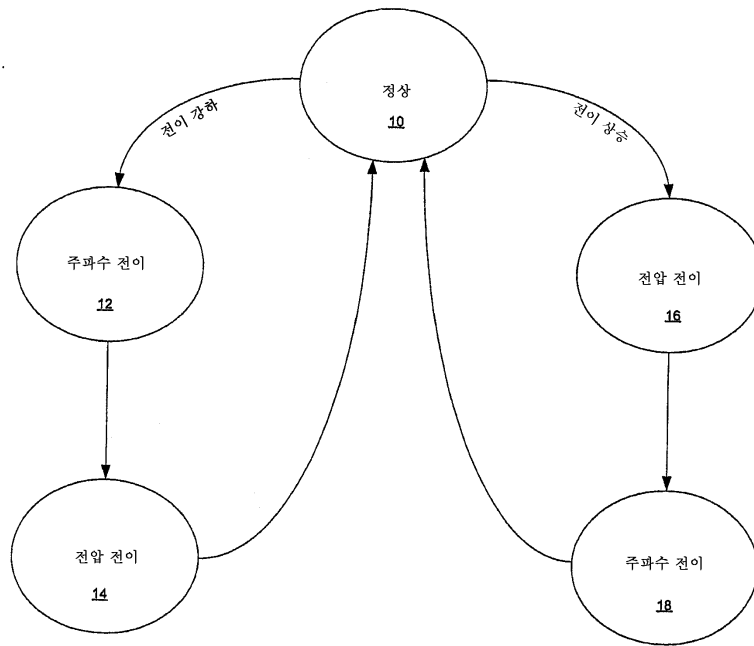 정상
10
전이 강하
전이 상승
주파수 전이
12
전압 전이
16
전압 전이
14
주파수 전이
18